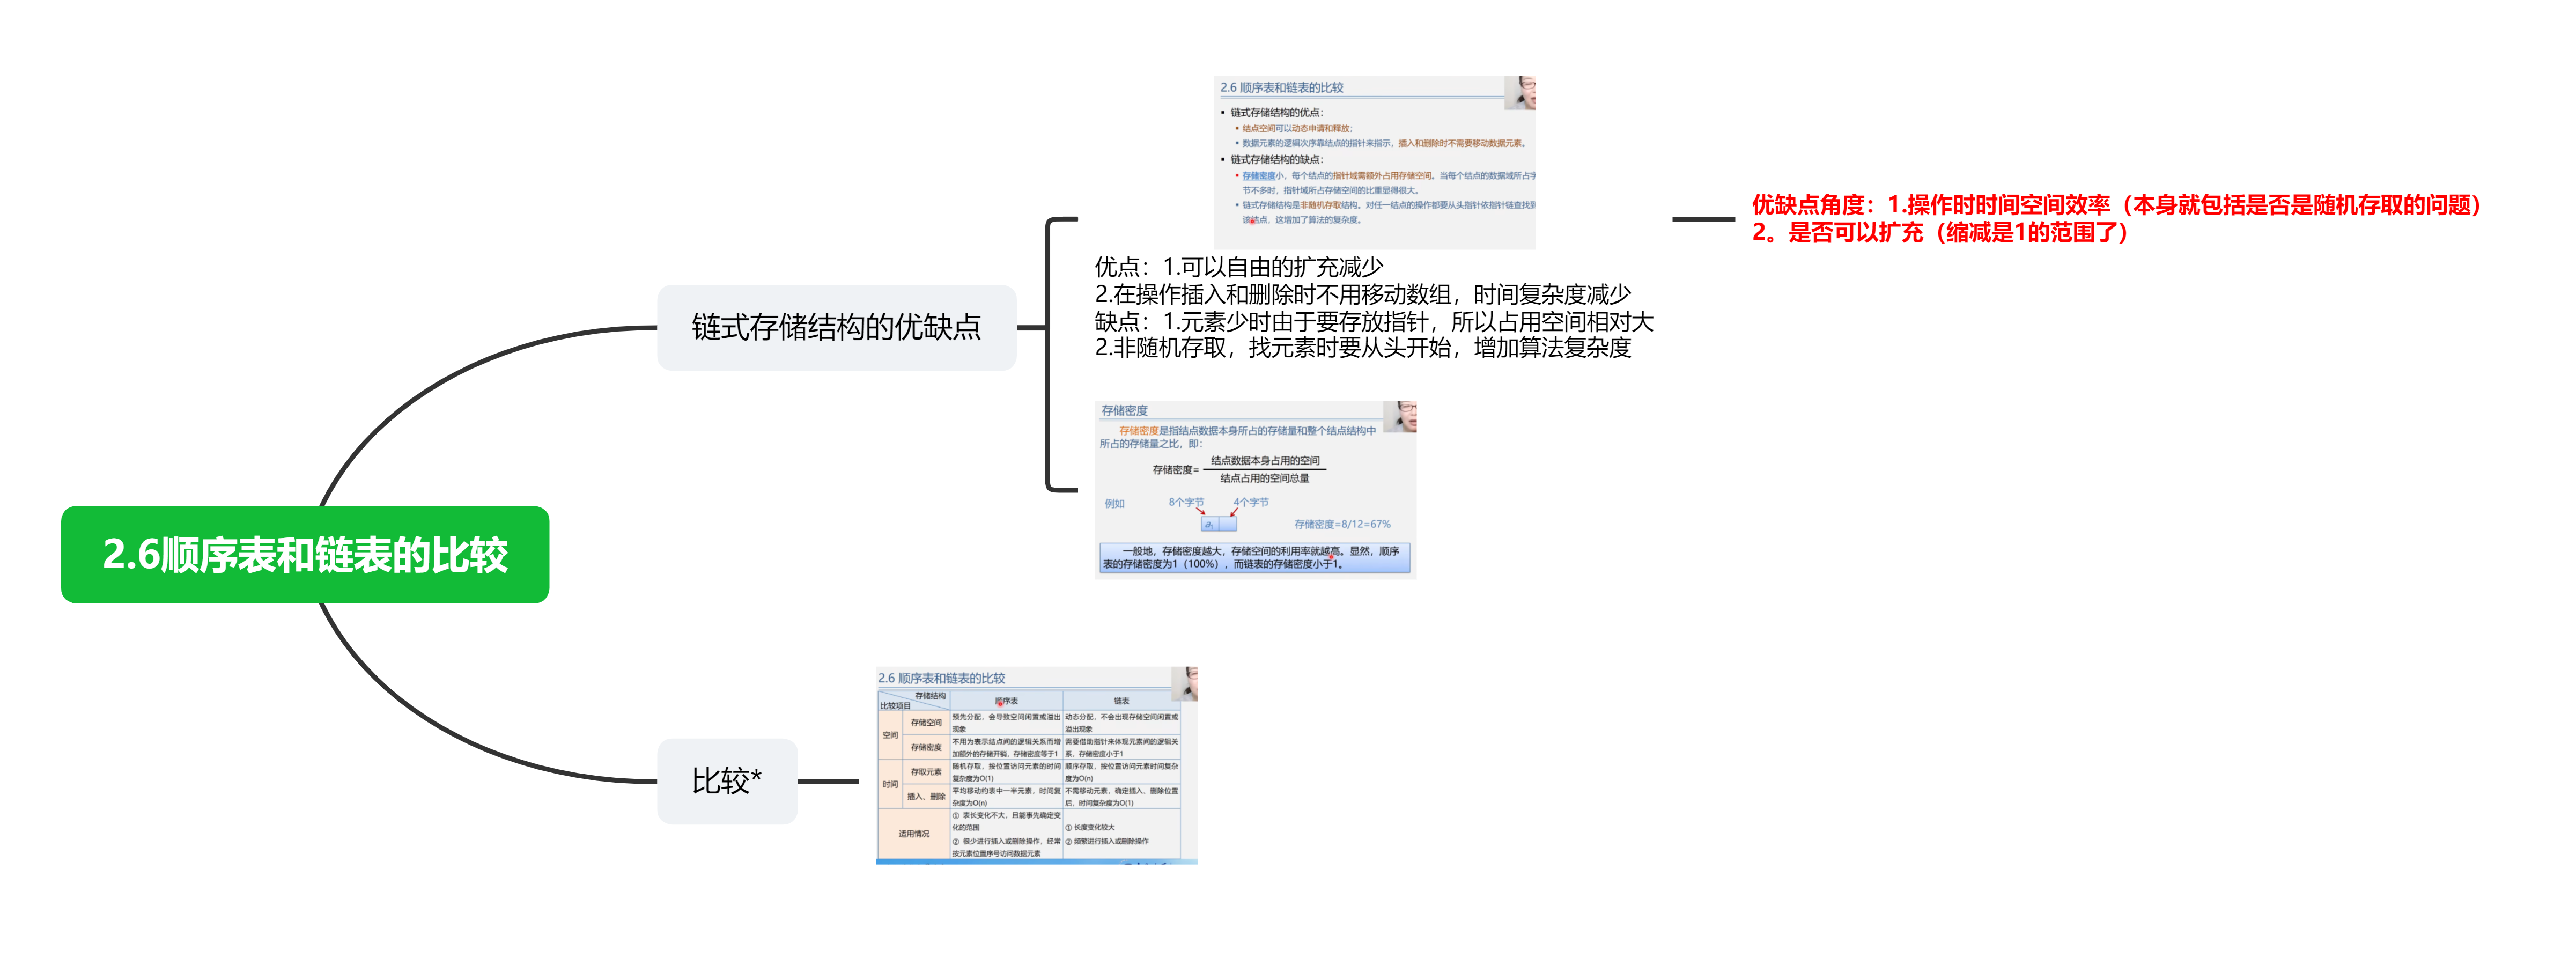 2.6顺序表和链表的比较
链式存储结构的优缺点
2.6 顺序表和链表的比较
▪ 链式存储结构的优点：
• 结点空间可以动态申请和释放；
• 数据元素的逻辑次序靠结点的指针来指示，插入和删除时不需要移动数据元素。
▪ 链式存储结构的缺点：
• 存储密度小，每个结点的指针域需额外占用存储空间。当每个结点的数据域所占字
节不多时，指针域所占存储空间的比重显得很大。
• 链式存储结构是非随机存取结构。对任一结点的操作都要从头指针依指针链查找到
该结点，这增加了算法的复杂度。
优点：1.可以自由的扩充减少
2.在操作插入和删除时不用移动数组，时间复杂度减少
缺点：1.元素少时由于要存放指针，所以占用空间相对大
2.非随机存取，找元素时要从头开始，增加算法复杂度
优缺点角度：1.操作时时间空间效率（本身就包括是否是随机存取的问题）
2。是否可以扩充（缩减是1的范围了）
存储密度
存储密度是指结点数据本身所占的存储量和整个结点结构中
所占的存储量之比，即：
存储密度= 结点数据本身占用的空间
结点占用的空间总量
例如 8个字节 4个字节
a₁ 存储密度=8/12=67%
一般地，存储密度越大，存储空间的利用率就越高。显然，顺序
表的存储密度为1（100%），而链表的存储密度小于1。
比较*
2.6 顺序表和链表的比较
存储结构
比较项目
顺序表 链表
空间
存储空间
预先分配，会导致空间闲置或溢出
现象
动态分配，不会出现存储空间闲置或
溢出现象
存储密度
不用为表示结点间的逻辑关系而增
加额外的存储开销，存储密度等于1
需要借助指针来体现元素间的逻辑关
系，存储密度小于1
时间
存取元素
随机存取，按位置访问元素的时间
复杂度为O(1)
顺序存取，按位置访问元素时间复杂
度为O(n)
插入、删除
平均移动约表中一半元素，时间复
杂度为O(n)
不需移动元素，确定插入、删除位置
后，时间复杂度为O(1)
适用情况
① 表长变化不大，且能事先确定变
化的范围
② 很少进行插入或删除操作，经常
按元素位置序号访问数据元素
① 长度变化较大
② 频繁进行插入或删除操作